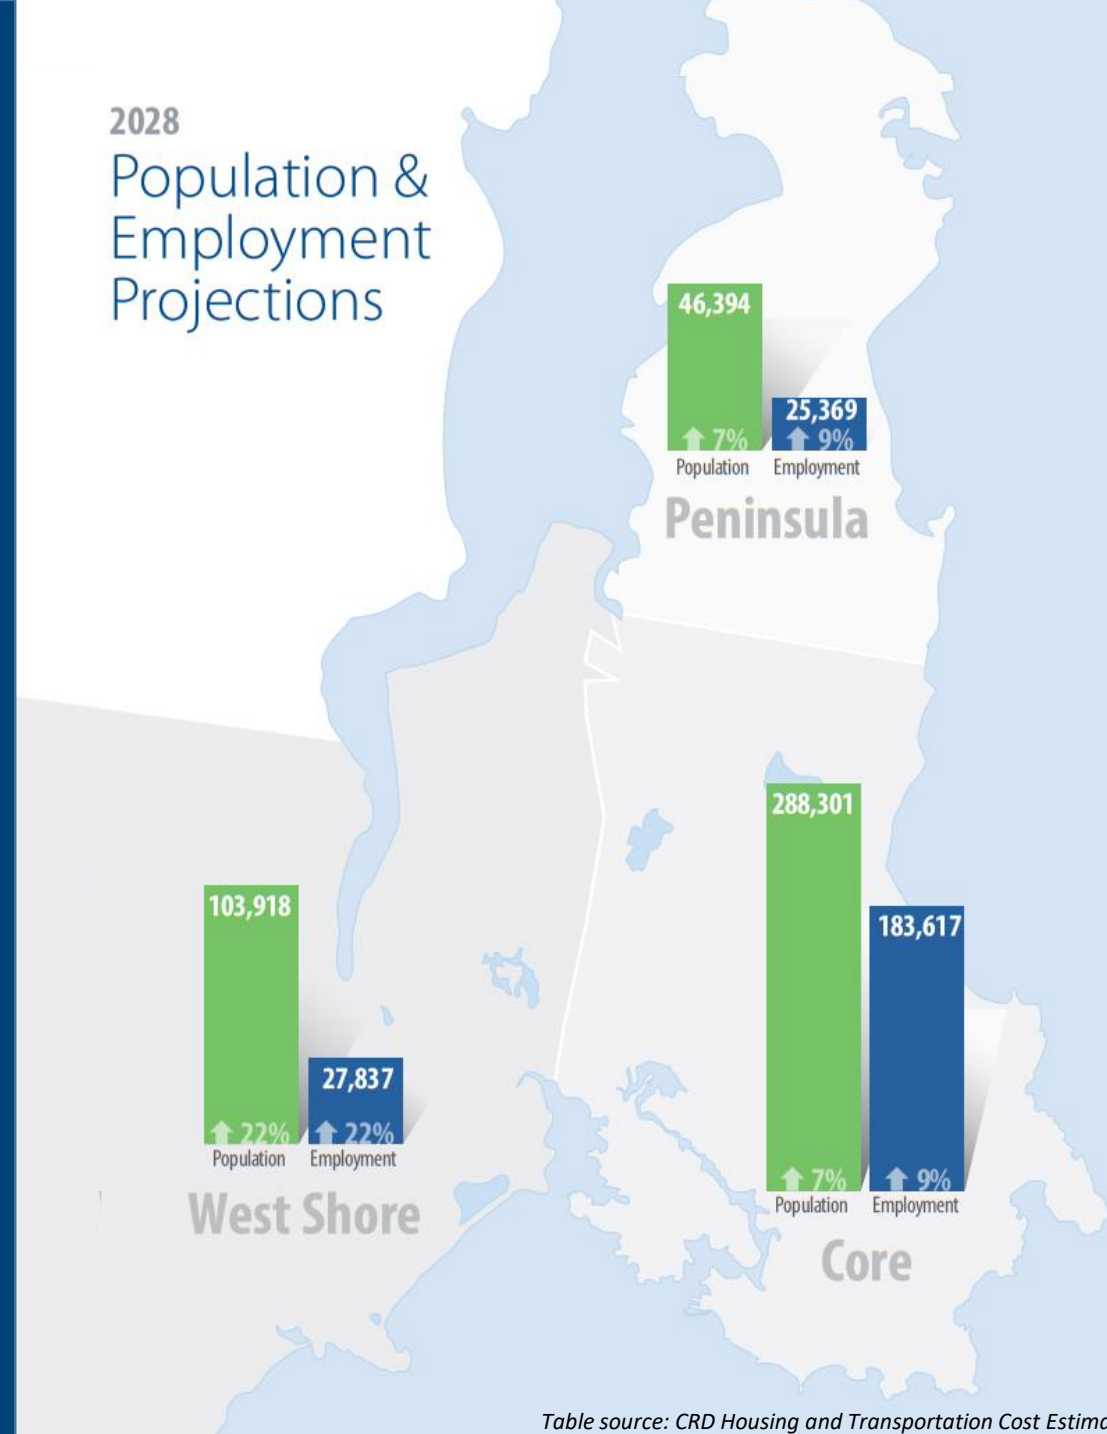 2028
Population &
Employment
Projections
46,394
25,369
7%
9%
Population
Employment
Peninsula
288,301
183,617
7%
9%
Population
Employment
Core
103,918
27,837
22%
22%
Population
Employment
West Shore
Table source: CRD Housing and Transportation Cost